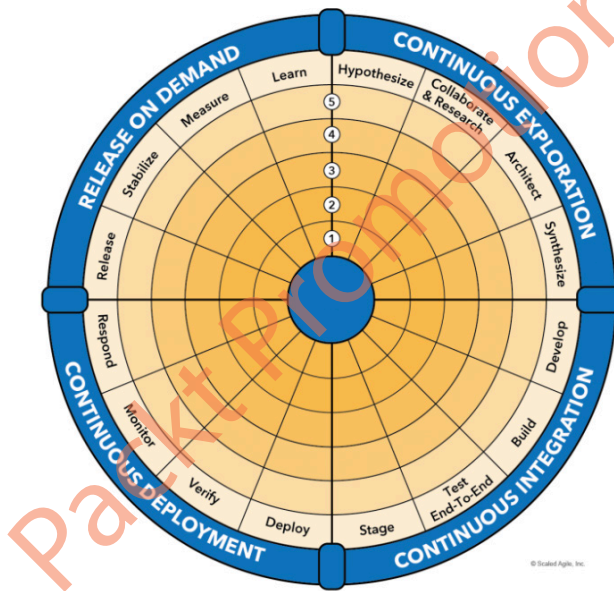 CONTINUOUS EXPLORATION
Hypothesize
Collaborate
& Research
Architect
Synthesize
CONTINUOUS INTEGRATION
Develop
Build
Test
End-To-End
Stage
CONTINUOUS DEPLOYMENT
Deploy
Verify
Monitor
Respond
RELEASE ON DEMAND
Release
Stabilize
Measure
Learn
5
4
3
2
1
© Scaled Agile, Inc.
Packt Promotion